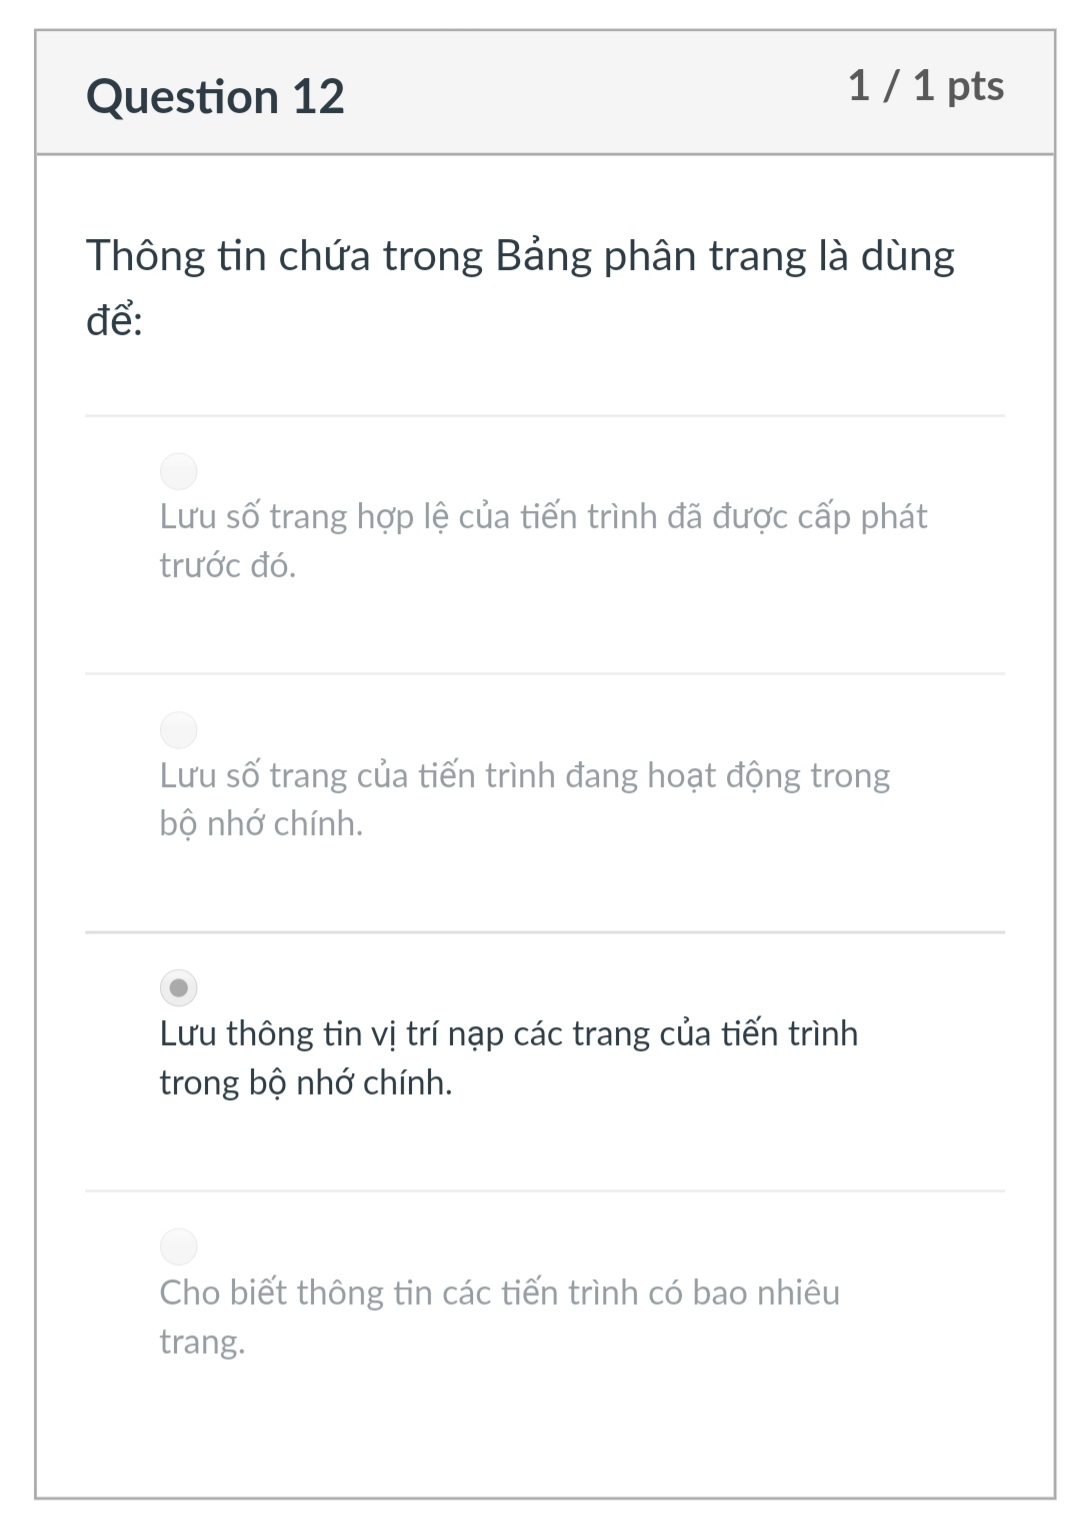 Question 12
1 / 1 pts
Thông tin chứa trong Bảng phân trang là dùng
để:
Lưu số trang hợp lệ của tiến trình đã được cấp phát
trước đó.
Lưu số trang của tiến trình đang hoạt động trong
bộ nhớ chính.
Lưu thông tin vị trí nạp các trang của tiến trình
trong bộ nhớ chính.
Cho biết thông tin các tiến trình có bao nhiêu
trang.